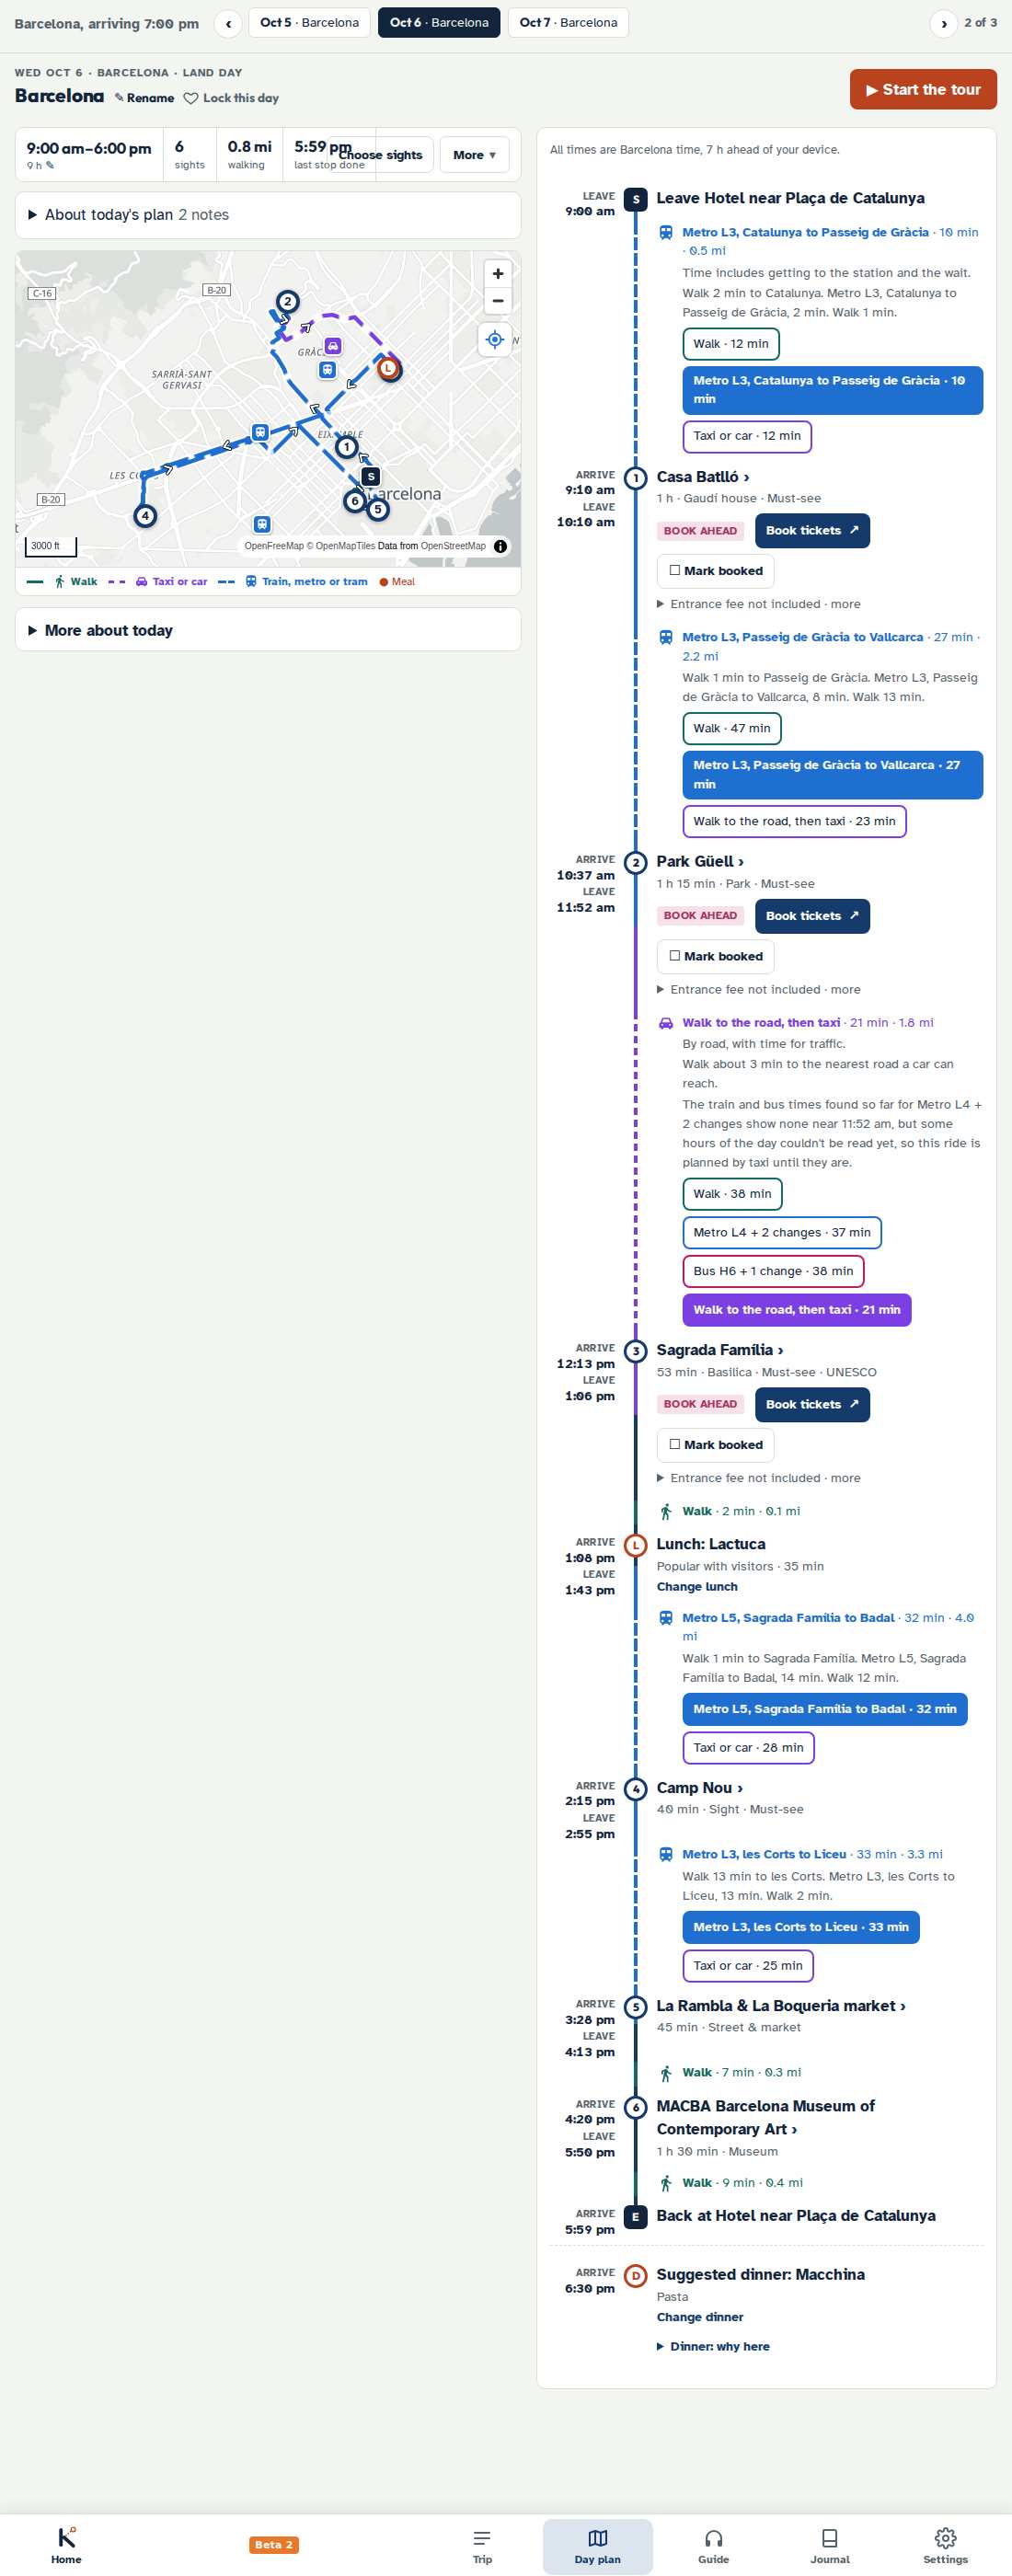 Barcelona, arriving 7:00 pm
‹
Oct 5 · Barcelona
Oct 6 · Barcelona
Oct 7 · Barcelona
›
2 of 3
WED OCT 6 · BARCELONA · LAND DAY
Barcelona
✎ Rename
Lock this day
▶ Start the tour
9:00 am–6:00 pm
9 h ✎
6
sights
0.8 mi
walking
5:59 pm
last stop done
Choose sights
More ▾
▶ About today's plan 2 notes
C-16
B-20
2
GRÀC
SARRIÀ-SANT
GERVASI
L
EIX
MPLE
1
LES CO
S
S
Barcelona
B-20
4
6
5
t
N
+
−
3000 ft
OpenFreeMap © OpenMapTiles Data from OpenStreetMap
Walk
Taxi or car
Train, metro or tram
Meal
▶ More about today
All times are Barcelona time, 7 h ahead of your device.
LEAVE
9:00 am
S
Leave Hotel near Plaça de Catalunya
Metro L3, Catalunya to Passeig de Gràcia · 10 min
· 0.5 mi
Time includes getting to the station and the wait.
Walk 2 min to Catalunya. Metro L3, Catalunya to
Passeig de Gràcia, 2 min. Walk 1 min.
Walk · 12 min
Metro L3, Catalunya to Passeig de Gràcia · 10
min
Taxi or car · 12 min
ARRIVE
9:10 am
LEAVE
10:10 am
1
Casa Batlló ›
1 h · Gaudí house · Must-see
BOOK AHEAD
Book tickets ↗
☐ Mark booked
▶ Entrance fee not included · more
Metro L3, Passeig de Gràcia to Vallcarca · 27 min ·
2.2 mi
Walk 1 min to Passeig de Gràcia. Metro L3, Passeig
de Gràcia to Vallcarca, 8 min. Walk 13 min.
Walk · 47 min
Metro L3, Passeig de Gràcia to Vallcarca · 27
min
Walk to the road, then taxi · 23 min
ARRIVE
10:37 am
LEAVE
11:52 am
2
Park Güell ›
1 h 15 min · Park · Must-see
BOOK AHEAD
Book tickets ↗
☐ Mark booked
▶ Entrance fee not included · more
Walk to the road, then taxi · 21 min · 1.8 mi
By road, with time for traffic.
Walk about 3 min to the nearest road a car can
reach.
The train and bus times found so far for Metro L4 +
2 changes show none near 11:52 am, but some
hours of the day couldn't be read yet, so this ride is
planned by taxi until they are.
Walk · 38 min
Metro L4 + 2 changes · 37 min
Bus H6 + 1 change · 38 min
Walk to the road, then taxi · 21 min
ARRIVE
12:13 pm
LEAVE
1:06 pm
3
Sagrada Família ›
53 min · Basilica · Must-see · UNESCO
BOOK AHEAD
Book tickets ↗
☐ Mark booked
▶ Entrance fee not included · more
Walk · 2 min · 0.1 mi
ARRIVE
1:08 pm
LEAVE
1:43 pm
L
Lunch: Lactuca
Popular with visitors · 35 min
Change lunch
Metro L5, Sagrada Família to Badal · 32 min · 4.0
mi
Walk 1 min to Sagrada Família. Metro L5, Sagrada
Família to Badal, 14 min. Walk 12 min.
Metro L5, Sagrada Família to Badal · 32 min
Taxi or car · 28 min
ARRIVE
2:15 pm
LEAVE
2:55 pm
4
Camp Nou ›
40 min · Sight · Must-see
Metro L3, les Corts to Liceu · 33 min · 3.3 mi
Walk 13 min to les Corts. Metro L3, les Corts to
Liceu, 13 min. Walk 2 min.
Metro L3, les Corts to Liceu · 33 min
Taxi or car · 25 min
ARRIVE
3:28 pm
LEAVE
4:13 pm
5
La Rambla & La Boqueria market ›
45 min · Street & market
Walk · 7 min · 0.3 mi
ARRIVE
4:20 pm
LEAVE
5:50 pm
6
MACBA Barcelona Museum of
Contemporary Art ›
1 h 30 min · Museum
Walk · 9 min · 0.4 mi
ARRIVE
5:59 pm
E
Back at Hotel near Plaça de Catalunya
ARRIVE
6:30 pm
D
Suggested dinner: Macchina
Pasta
Change dinner
▶ Dinner: why here
Home
Beta 2
Trip
Day plan
Guide
Journal
Settings